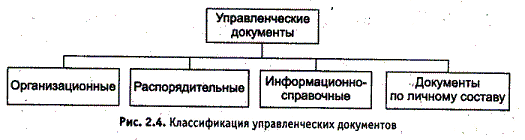 Управленческие
документы
Организационные
Распорядительные
Информационно-
справочные
Документы
по личному составу
Рис. 2.4. Классификация управленческих документов